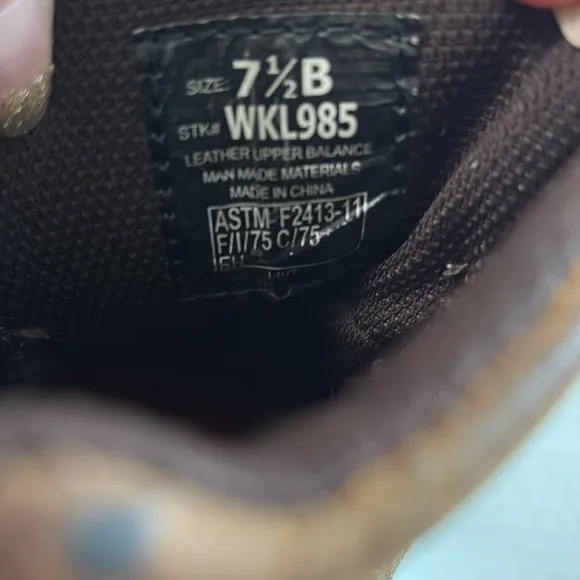 SIZE 7½B
STK# WKL985
LEATHER UPPER BALANCE
MAN MADE MATERIALS
MADE IN CHINA
ASTM F2413-11
F/I/75 C/75
EH